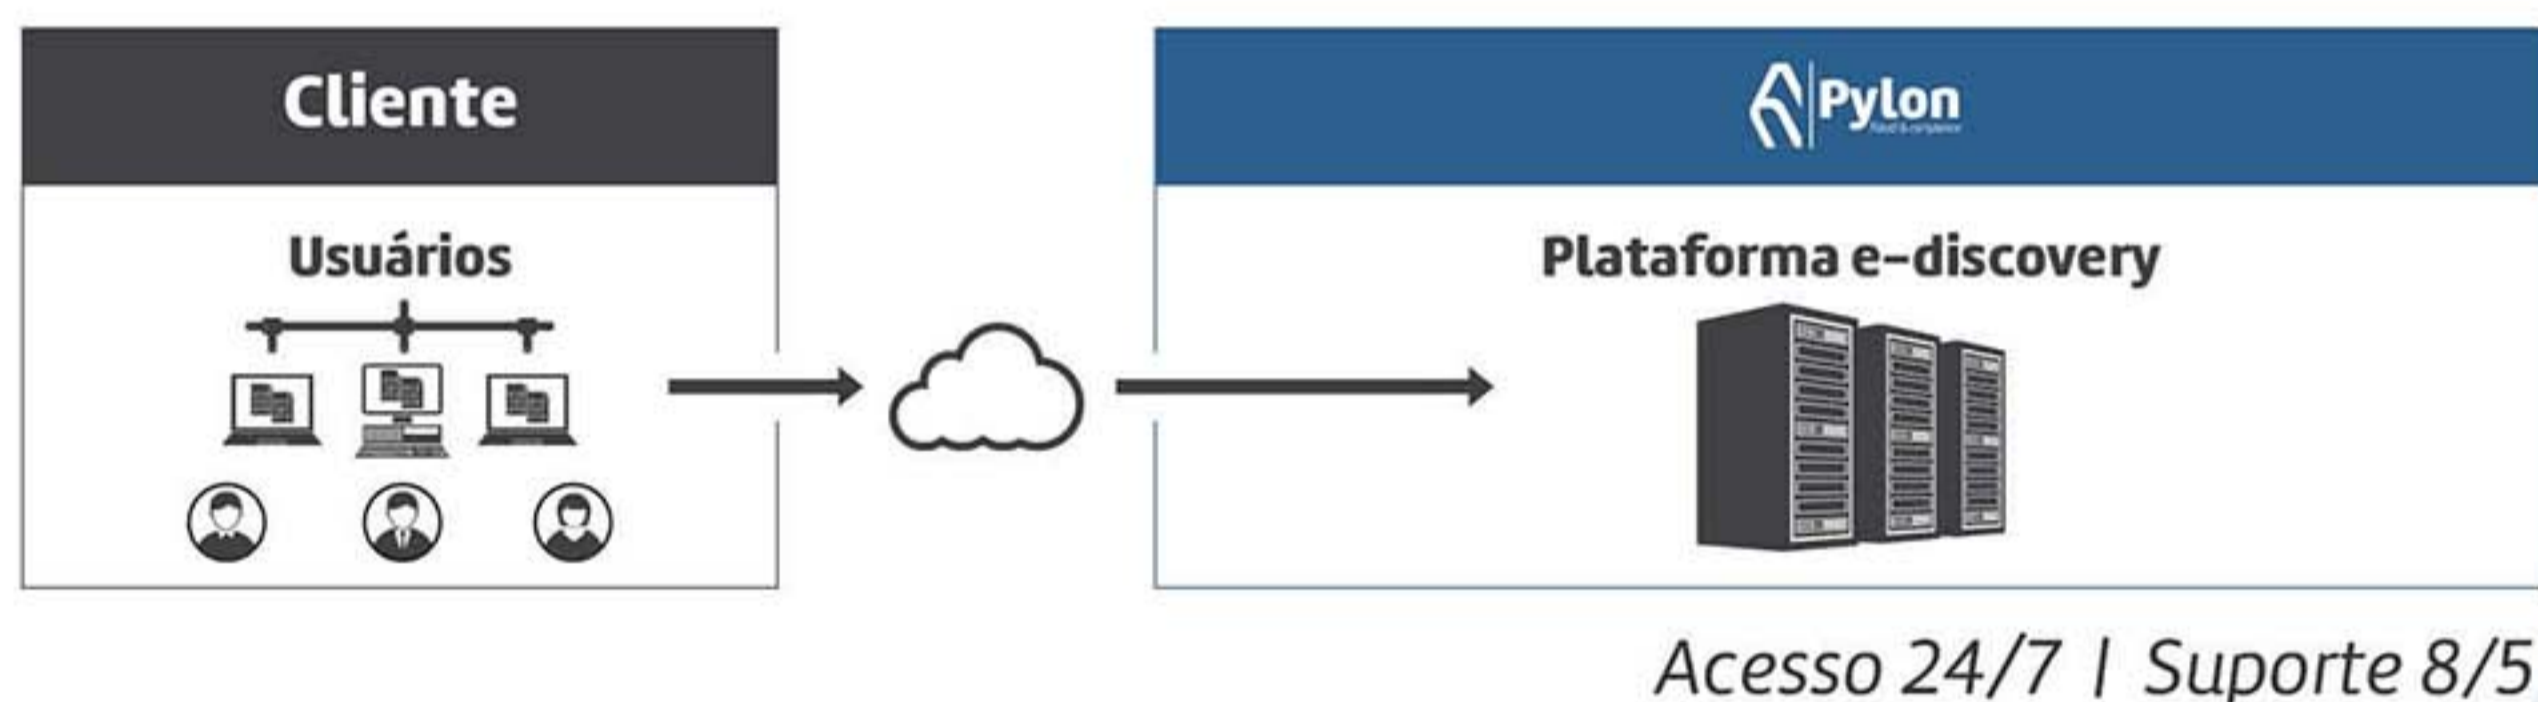 Cliente
Pylon
Usuários
Plataforma e-discovery
Acesso 24/7 | Suporte 8/5